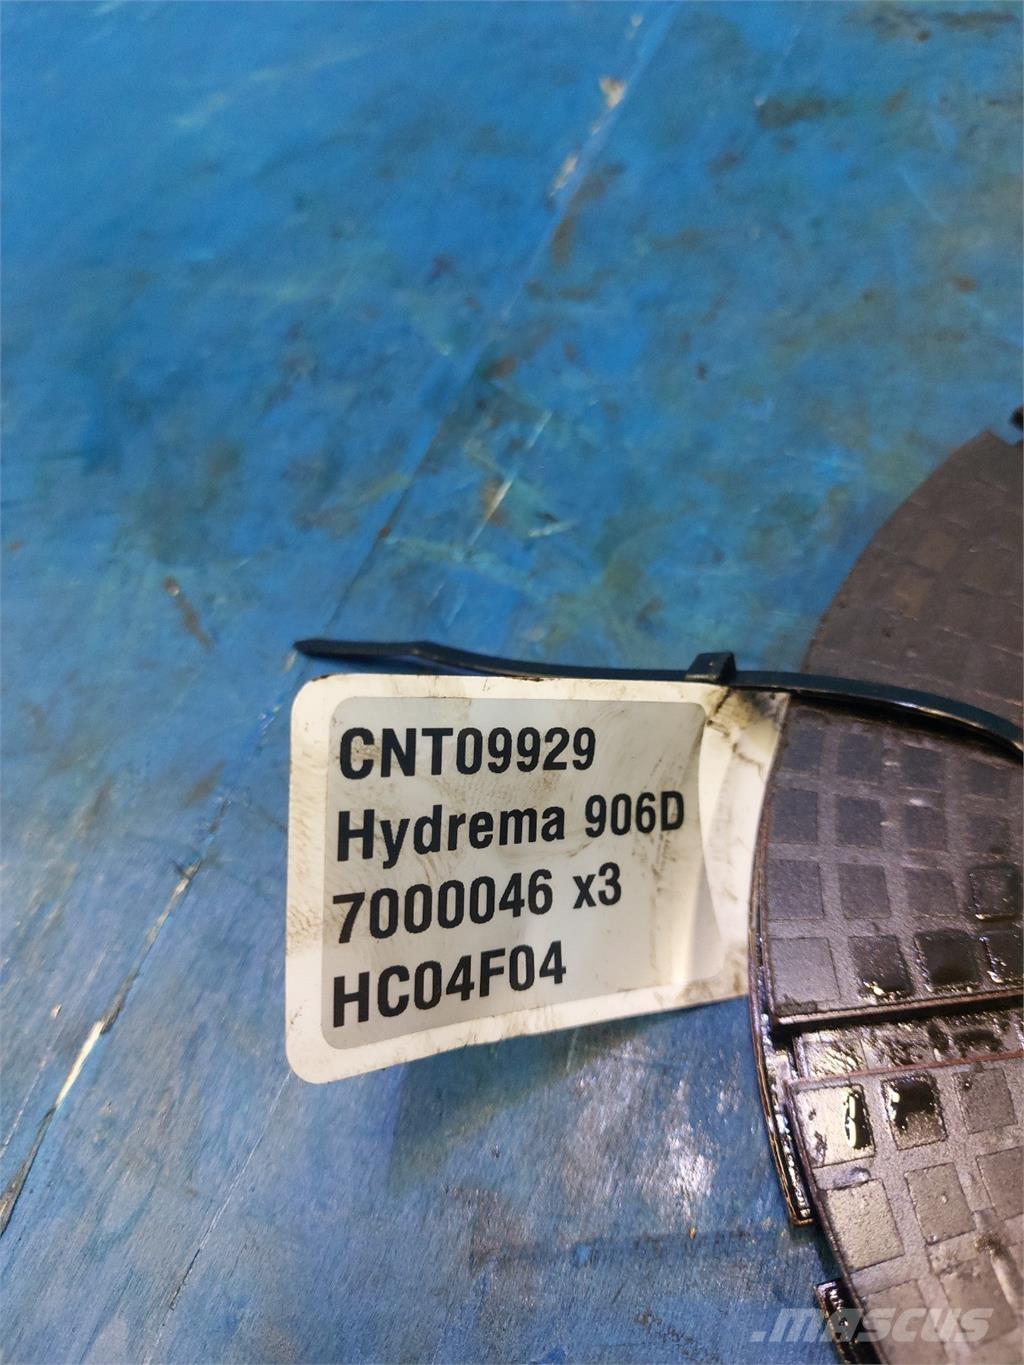 CNT09929
Hydrema 906D
7000046 x3
HC04F04
.mascus